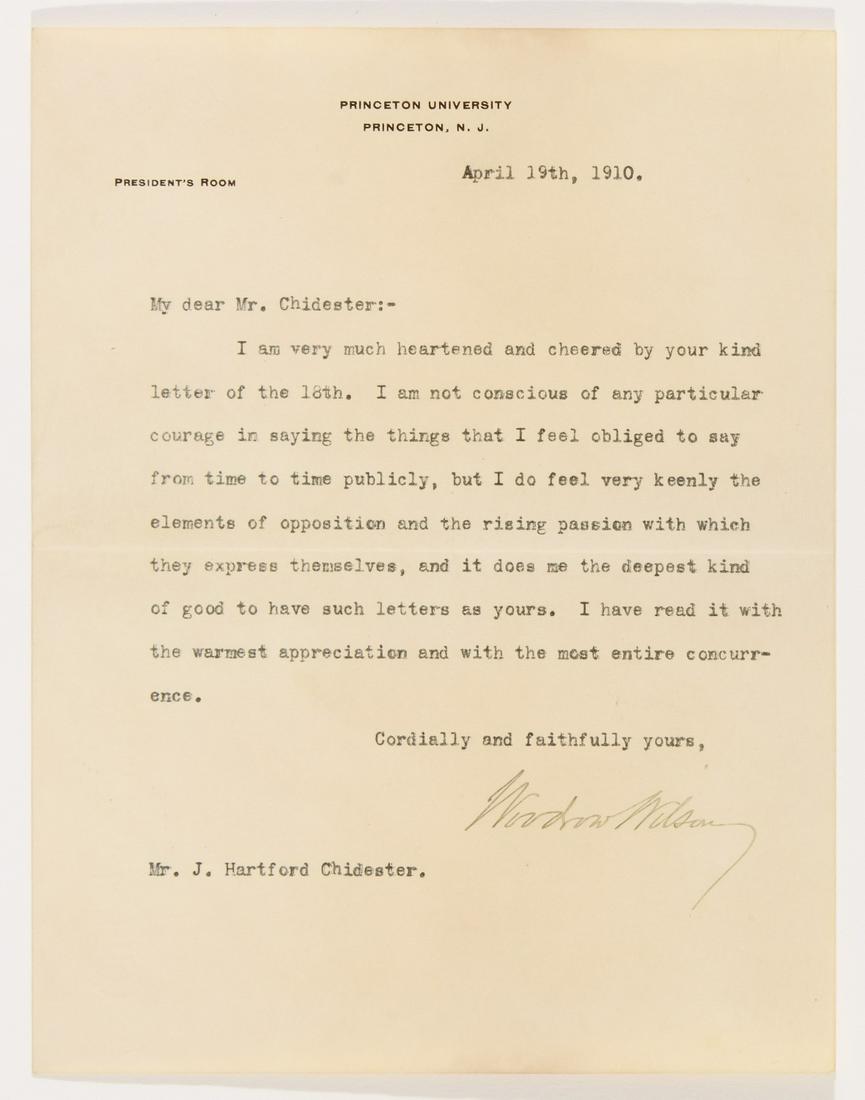 PRINCETON UNIVERSITY
PRINCETON, N. J.
PRESIDENT'S ROOM
April 19th, 1910.
My dear Mr. Chidester:-
I am very much heartened and cheered by your kind
letter of the 18th. I am not conscious of any particular
courage in saying the things that I feel obliged to say
from time to time publicly, but I do feel very keenly the
elements of opposition and the rising passion with which
they express themselves, and it does me the deepest kind
of good to have such letters as yours. I have read it with
the warmest appreciation and with the most entire concurr-
ence.
Cordially and faithfully yours,
Woodrow Wilson
Mr. J. Hartford Chidester.